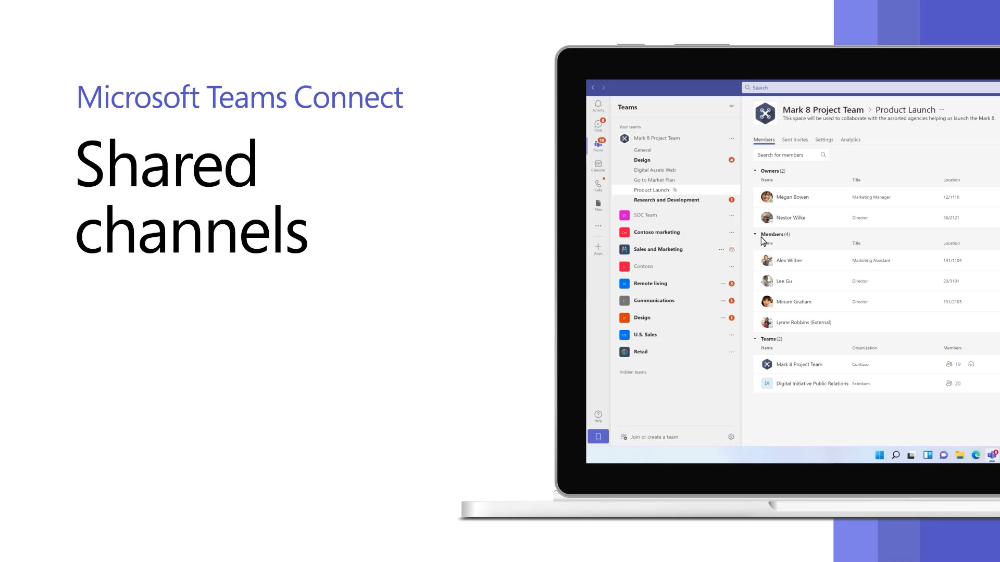 Microsoft Teams Connect
Shared
channels
Search
Activity
8
Chat
10
Teams
Calendar
Calls
Files
Apps
Help
Teams
Your teams
Mark 8 Project Team
General
Design 4
Digital Assets Web
Go to Market Plan
Product Launch
Research and Development 1
ST SOC Team
Cm Contoso marketing
Sales and Marketing
C Contoso
Rl Remote living 3
C Communications 1
D Design 1
US U.S. Sales
Retail
Hidden teams
Join or create a team
Mark 8 Project Team > Product Launch ...
This space will be used to collaborate with the assorted agencies helping us launch the Mark 8.
Members Sent Invites Settings Analytics
Search for members
Owners (2)
Name Title Location
Megan Bowen Marketing Manager 12/1110
Nestor Wilke Director 36/2121
Members (4)
Title Location
Alex Wilber Marketing Assistant 131/1104
Lee Gu Director 23/3101
Miriam Graham Director 131/2103
Lynne Robbins (External)
Teams (2)
Name Organization Members
Mark 8 Project Team Contoso 19
DI Digital Initiative Public Relations Fabrikam 20
8